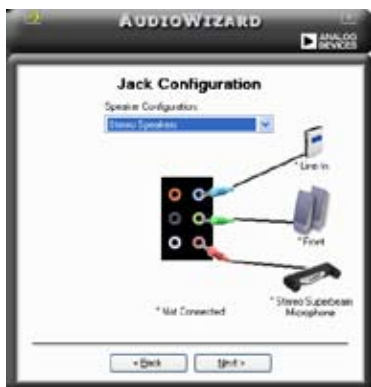 AUDIOWIZARD
ANALOG
DEVICES
Jack Configuration
Speaker Configuration:
Stereo Speakers
* Line In
* Front
* Stereo Superbeam
Microphone
* Not Connected
< Back
Next >